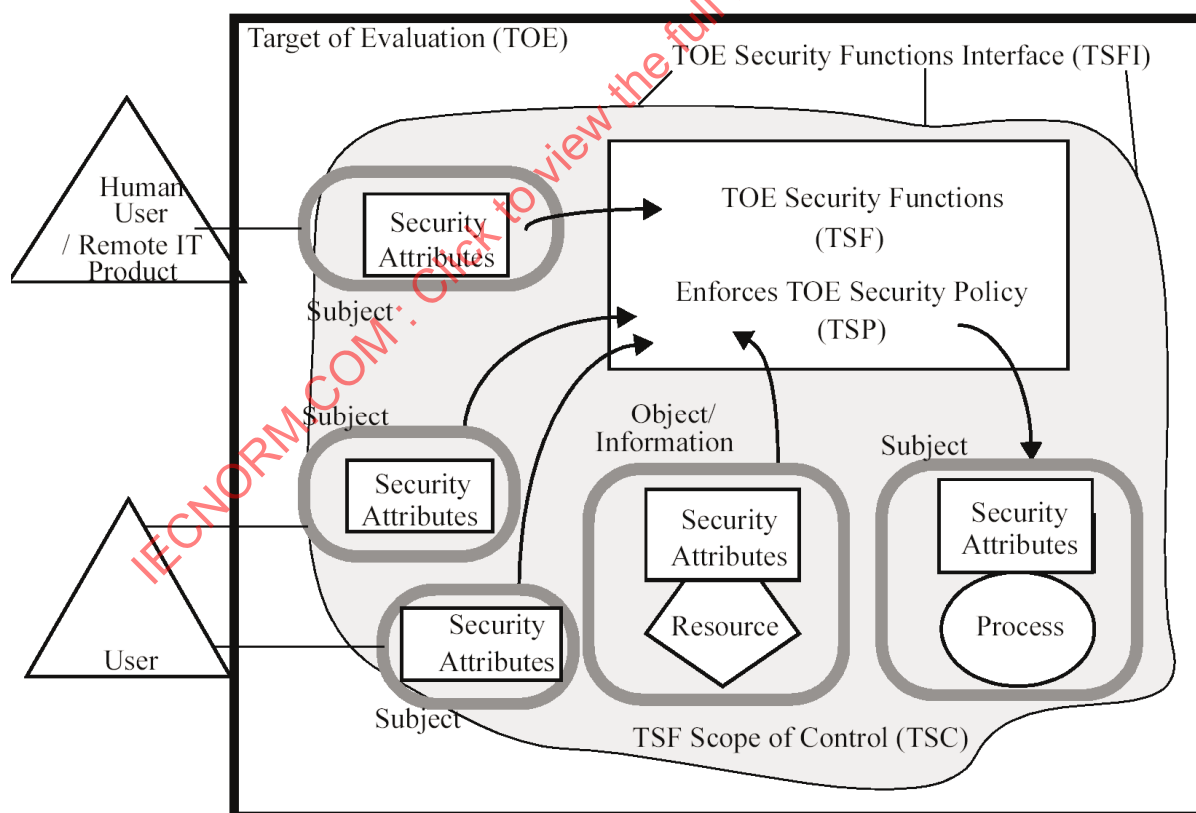 Target of Evaluation (TOE)
TOE Security Functions Interface (TSFI)
Human
User
/ Remote IT
Product
Security
Attributes
Subject
TOE Security Functions
(TSF)
Enforces TOE Security Policy
(TSP)
Subject
Security
Attributes
Object/
Information
Security
Attributes
Resource
Subject
Security
Attributes
Process
User
Security
Attributes
Subject
TSF Scope of Control (TSC)
IECNORM.COM : Click to view the full